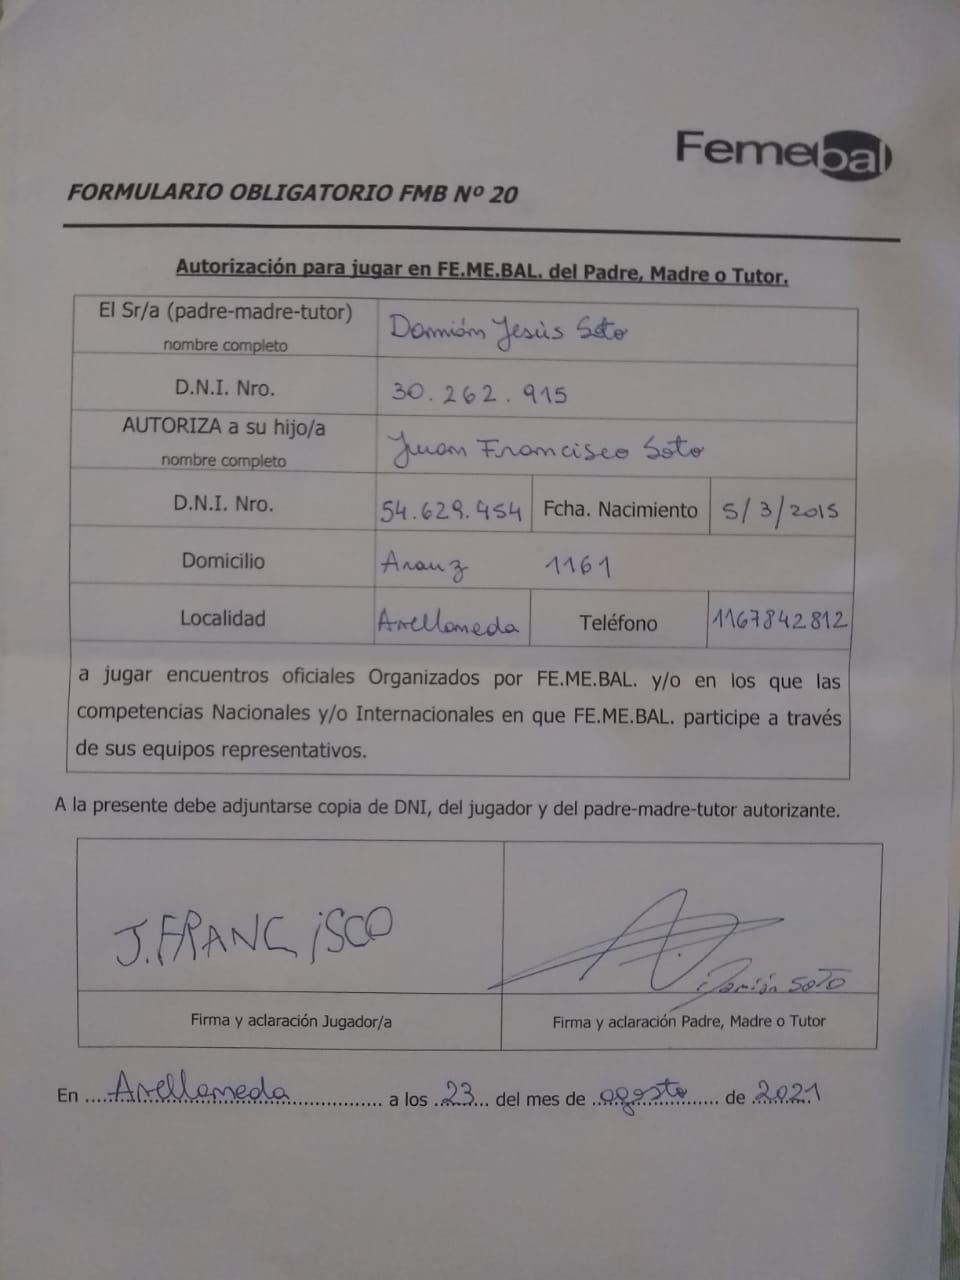 Femebal
FORMULARIO OBLIGATORIO FMB Nº 20
Autorización para jugar en FE.ME.BAL. del Padre, Madre o Tutor.
El Sr/a (padre-madre-tutor)
nombre completo
Damián Jesús Soto
D.N.I. Nro.
30.262.915
AUTORIZA a su hijo/a
nombre completo
Juan Francisco Soto
D.N.I. Nro.
54.629.454
Fcha. Nacimiento
5/3/2015
Domicilio
Arauz 1161
Localidad
Avellaneda
Teléfono
1167842812
a jugar encuentros oficiales Organizados por FE.ME.BAL. y/o en los que las
competencias Nacionales y/o Internacionales en que FE.ME.BAL. participe a través
de sus equipos representativos.
A la presente debe adjuntarse copia de DNI, del jugador y del padre-madre-tutor autorizante.
J.FRANCISCO
Damián SOTO
Firma y aclaración Jugador/a
Firma y aclaración Padre, Madre o Tutor
En ....Avellaneda.................... a los .23... del mes de ..agosto...... de .2021